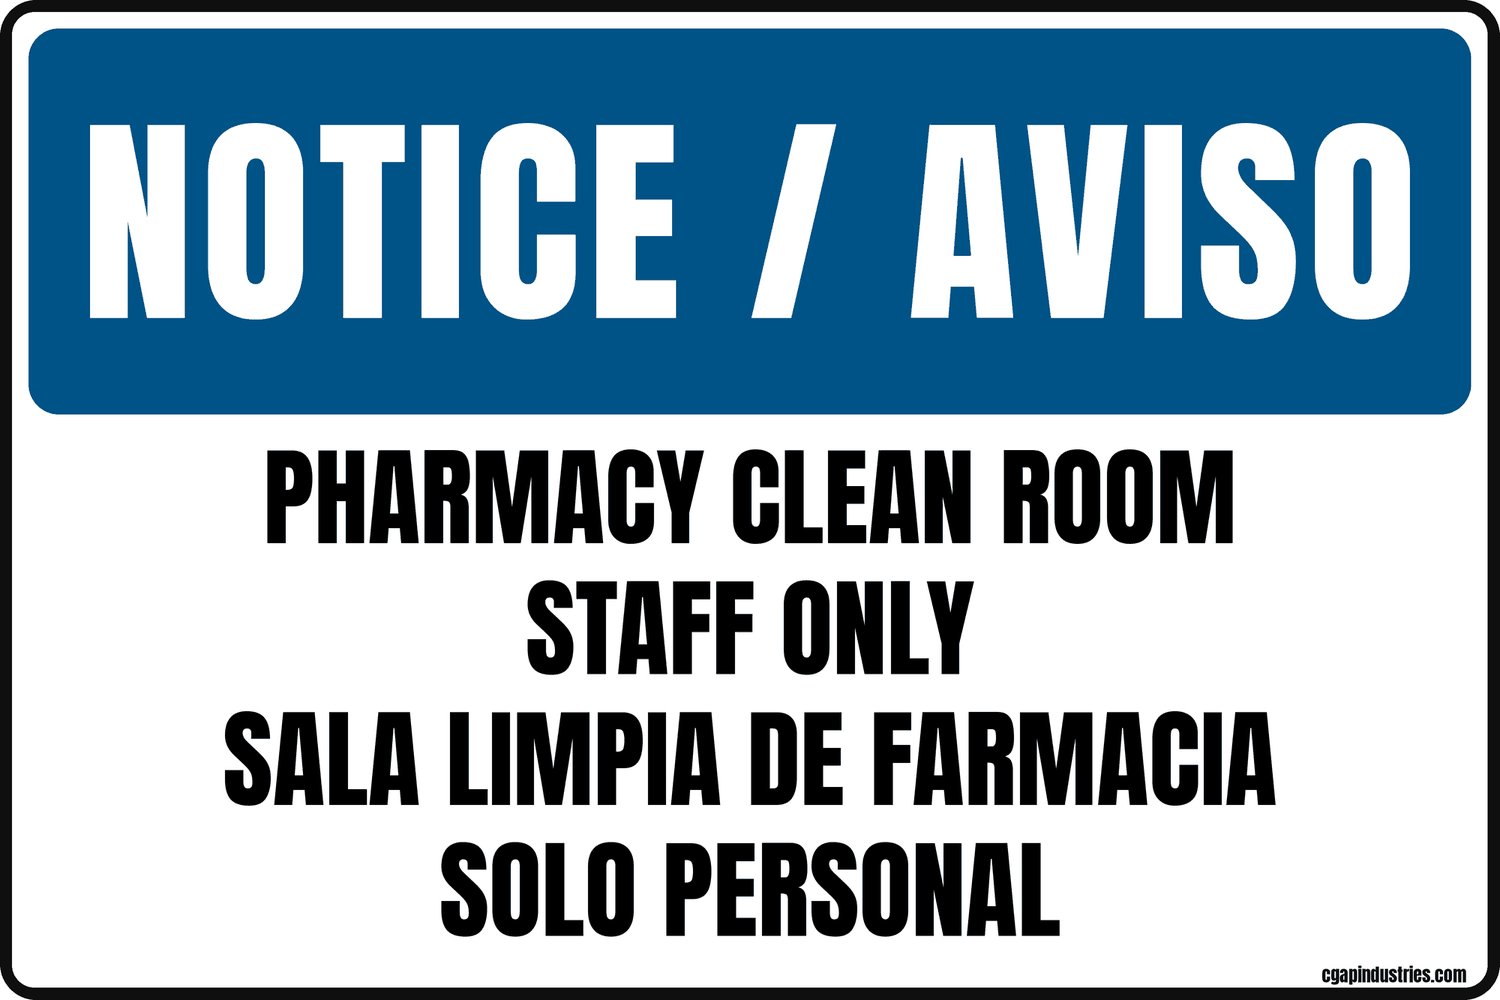 NOTICE / AVISO
PHARMACY CLEAN ROOM
STAFF ONLY
SALA LIMPIA DE FARMACIA
SOLO PERSONAL
cgapindustries.com